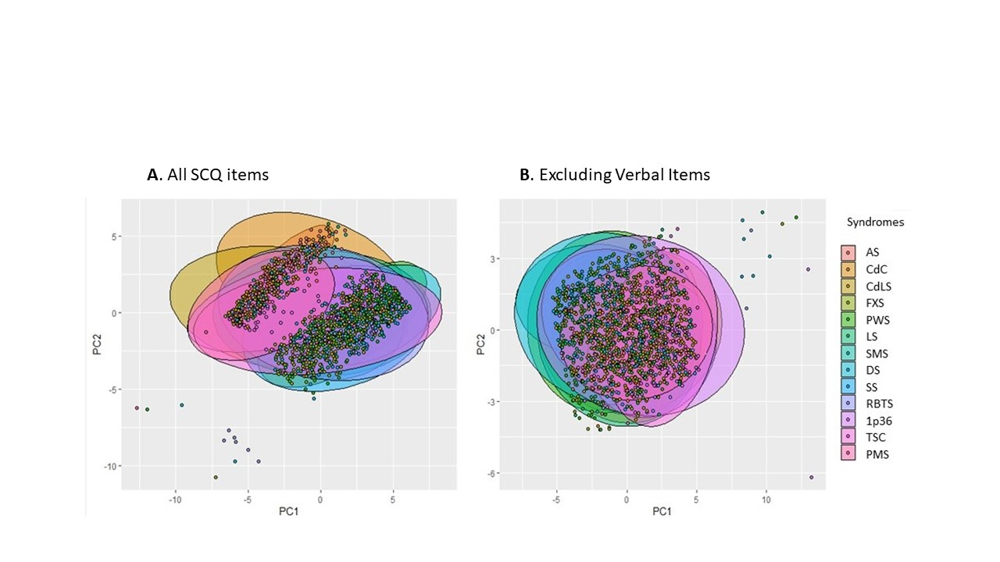 A. All SCQ items
B. Excluding Verbal Items
5
0
-5
-10
PC2
-10
-5
0
5
PC1
3
0
-3
-6
PC2
-5
0
5
10
PC1
Syndromes
AS
CdC
CdLS
FXS
PWS
LS
SMS
DS
SS
RBTS
1p36
TSC
PMS